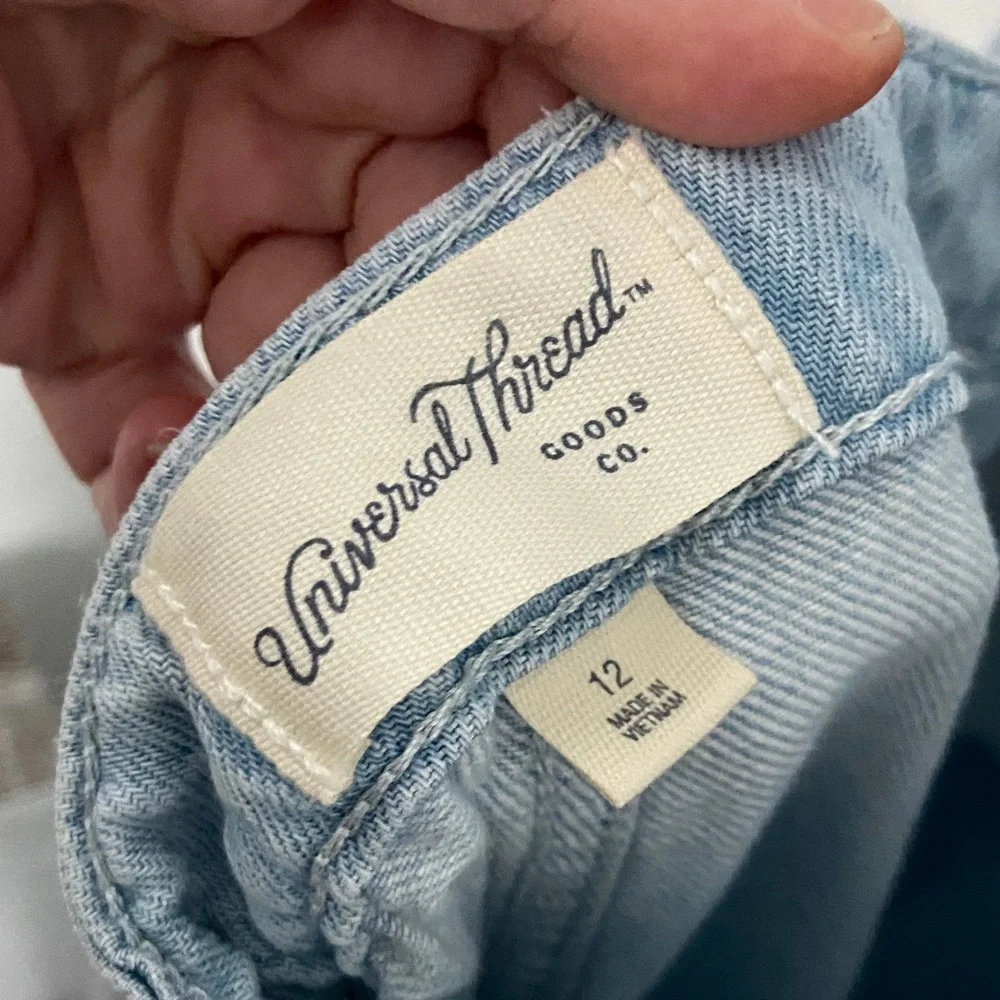 Universal Thread™
GOODS
CO.
12
MADE IN
VIETNAM